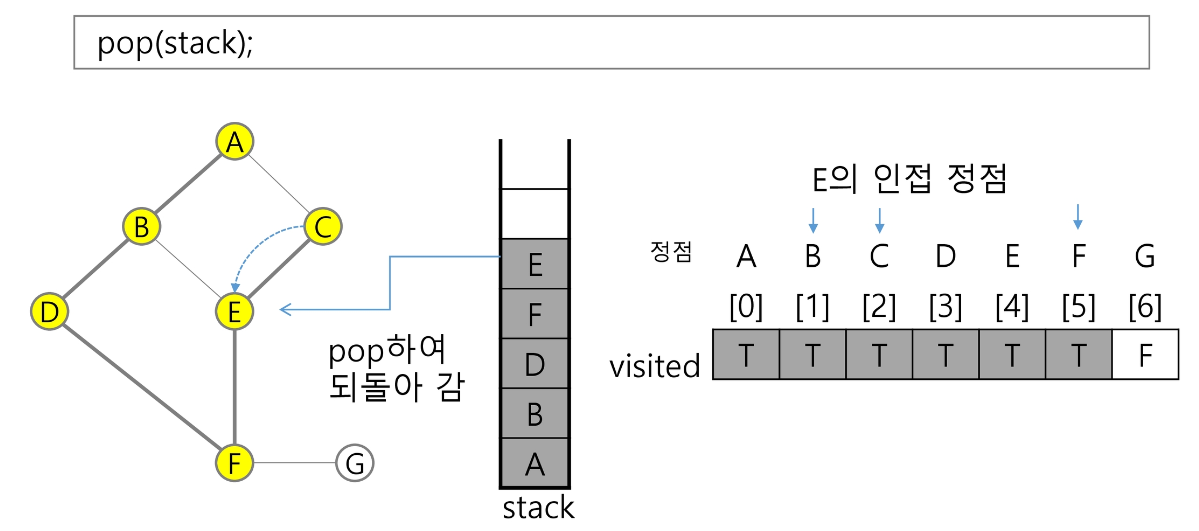 pop(stack);
A
B
C
D
E
F
G
pop하여
되돌아 감
E
F
D
B
A
stack
E의 인접 정점
정점 A B C D E F G
[0] [1] [2] [3] [4] [5] [6]
visited T T T T T T F